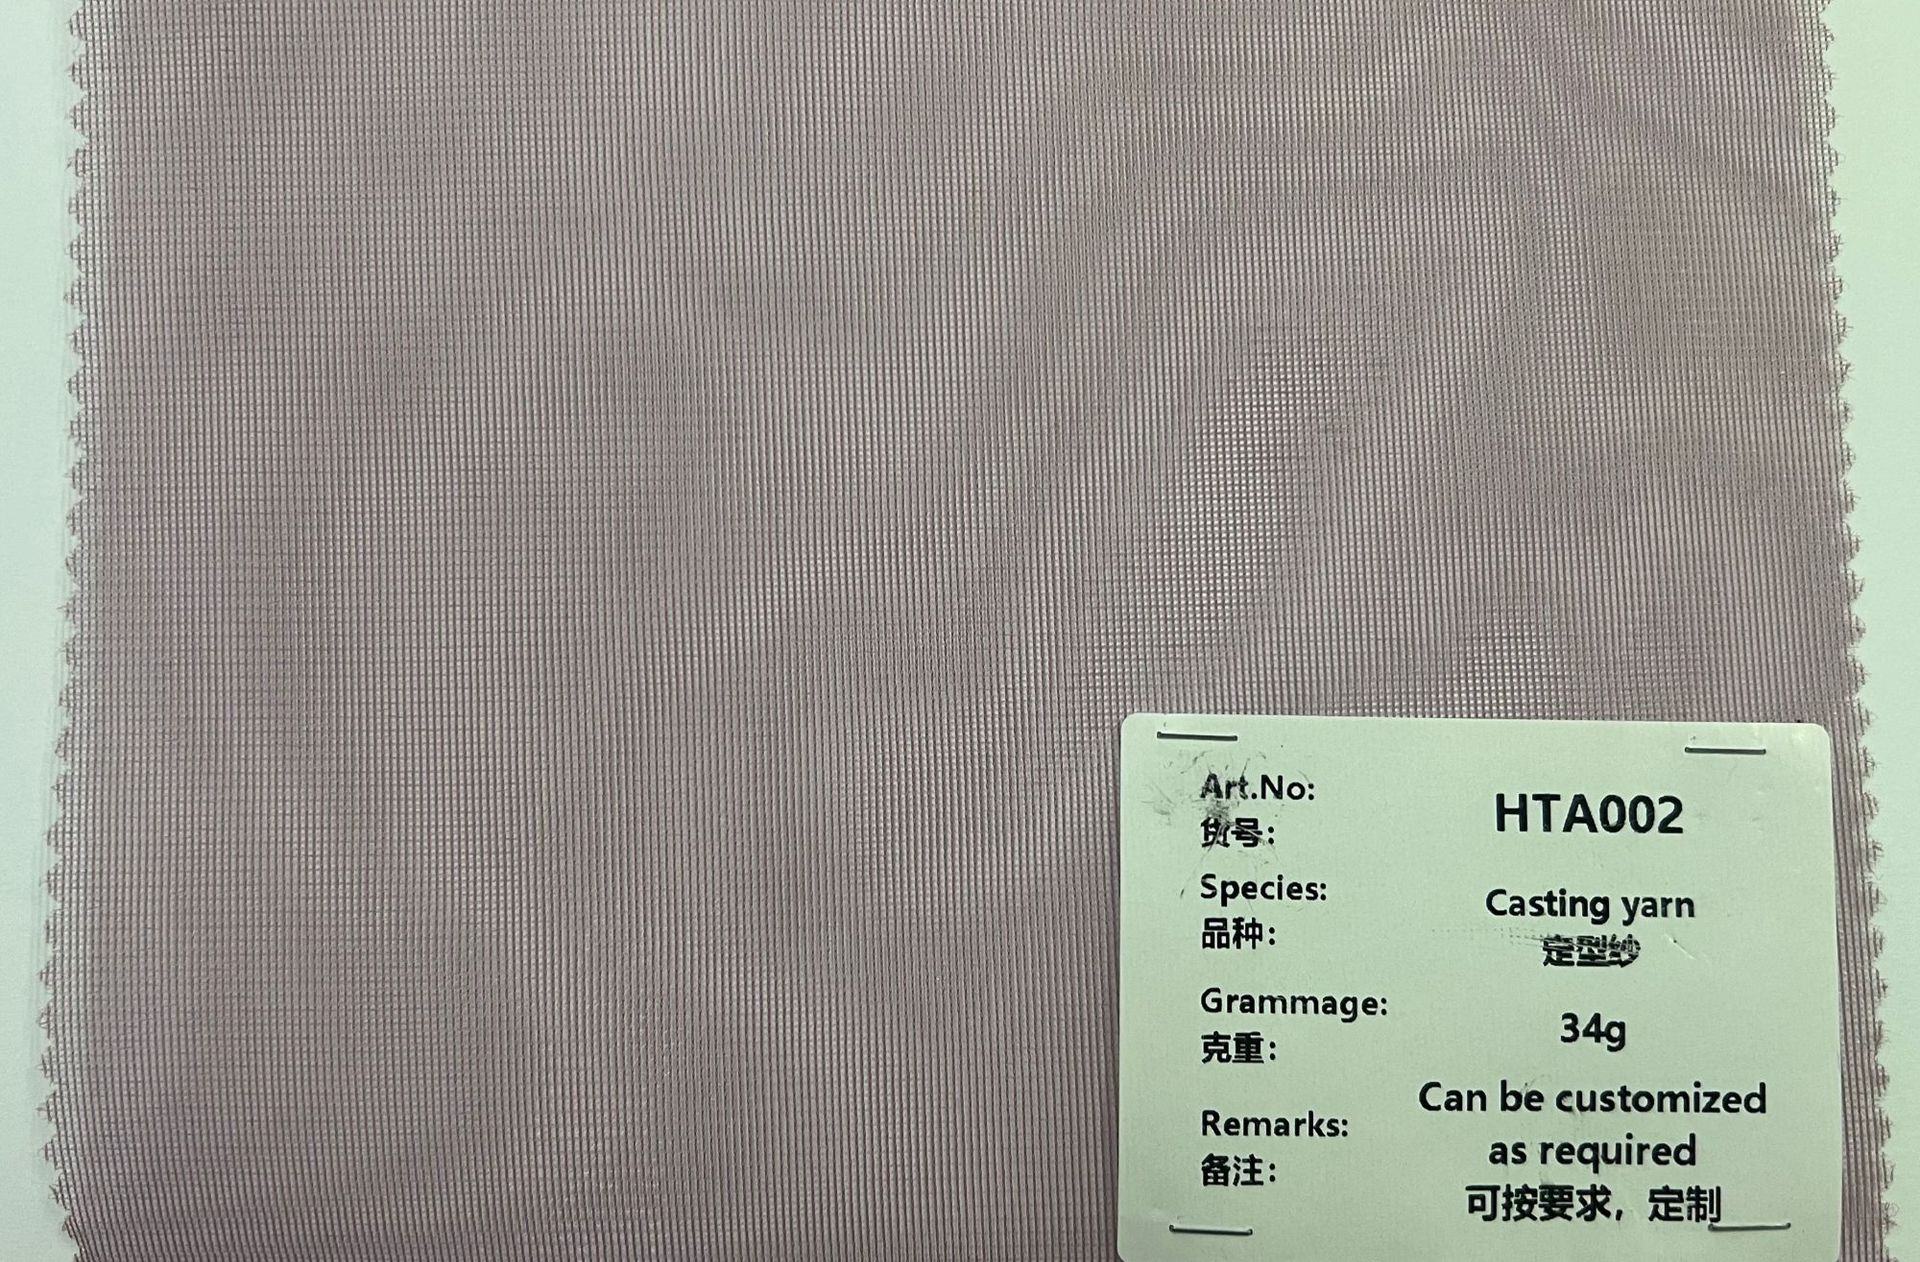 Art.No:
货号:
HTA002
Species:
品种:
Casting yarn
定型纱
Grammage:
克重:
34g
Remarks:
备注:
Can be customized
as required
可按要求，定制